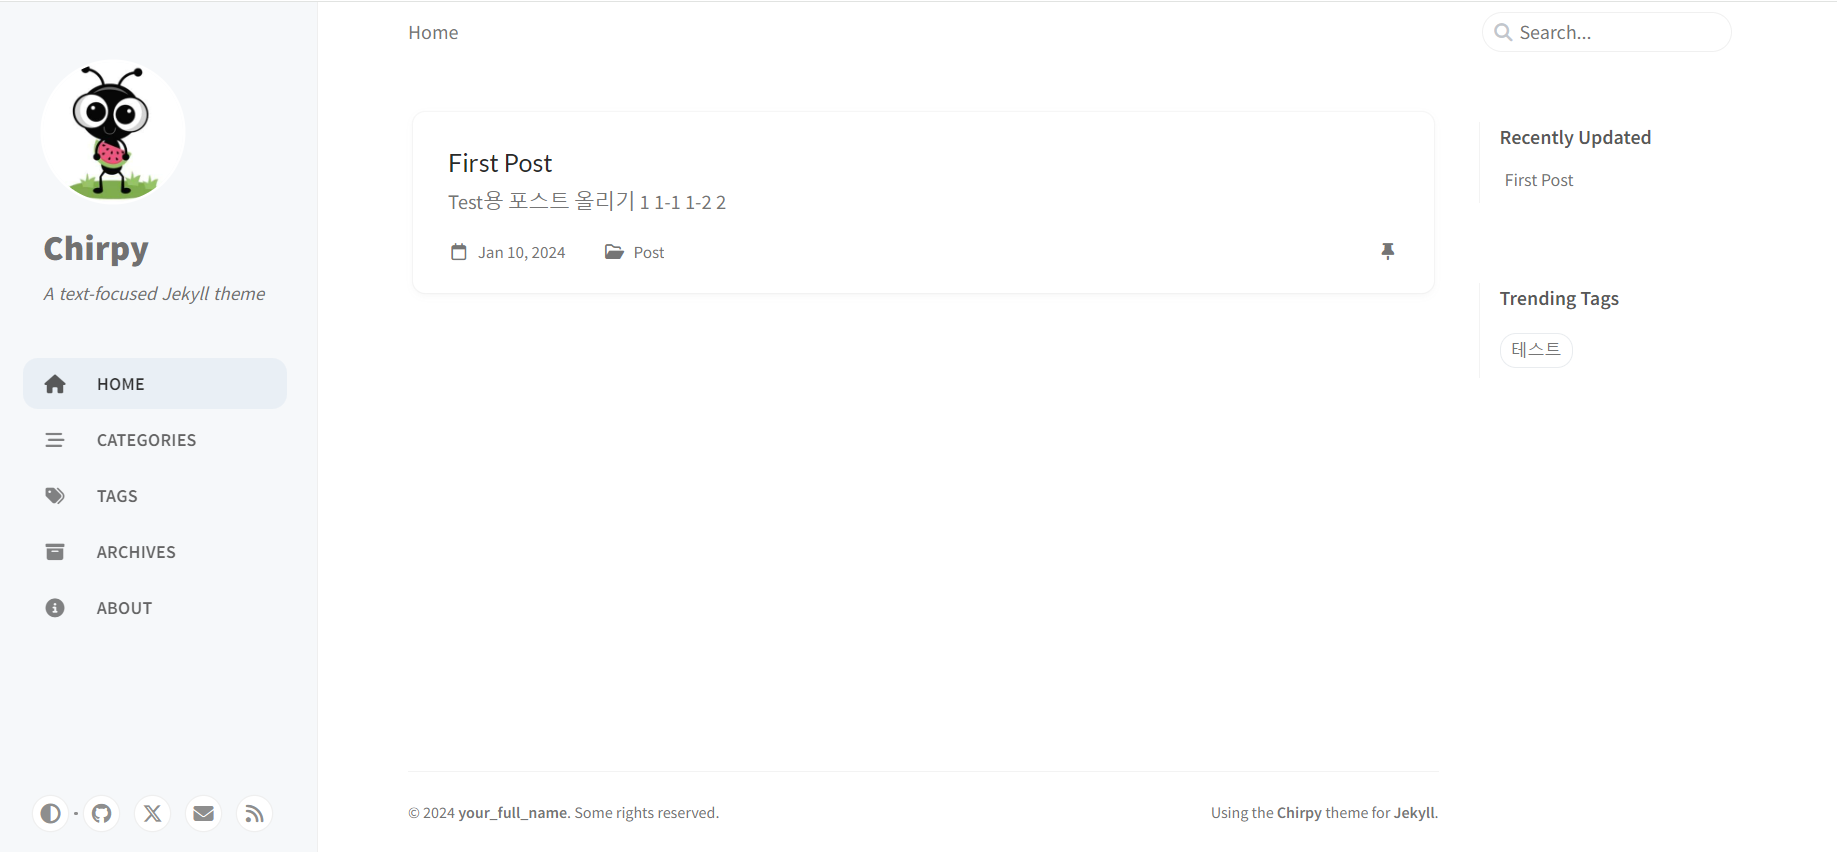 Chirpy
A text-focused Jekyll theme
HOME
CATEGORIES
TAGS
ARCHIVES
ABOUT
Home
Search...
First Post
Test용 포스트 올리기 1 1-1 1-2 2
Jan 10, 2024 Post
Recently Updated
First Post
Trending Tags
테스트
© 2024 your_full_name. Some rights reserved.
Using the Chirpy theme for Jekyll.